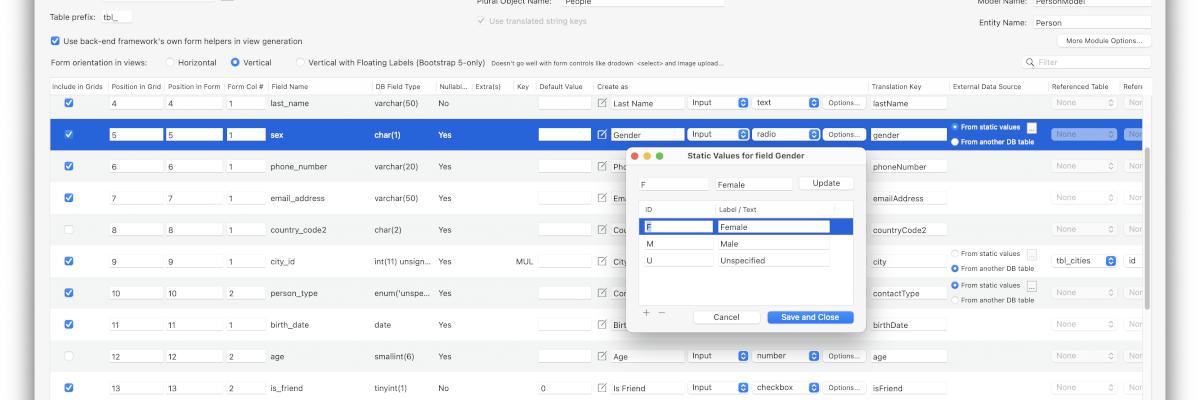 Plural Object Name: People Model Name: PersonModel
Table prefix: tbl_ Use translated string keys Entity Name: Person
Use back-end framework's own form helpers in view generation More Module Options...
Form orientation in views: Horizontal Vertical Vertical with Floating Labels (Bootstrap 5-only) Doesn't go well with form controls like drodown <select> and image upload... Filter
Include in Grids Position in Grid Position in Form Form Col # Field Name DB Field Type Nullabl... Extra(s) Key Default Value Create as Translation Key External Data Source Referenced Table Refere
4 4 1 last_name varchar(50) No Last Name Input text Options... lastName None Nor
5 5 1 sex char(1) Yes Gender Input radio Options... gender From static values ... From another DB table None Nor
6 6 1 phone_number varchar(20) Yes Pho phoneNumber None Nor
7 7 1 email_address varchar(50) Yes Ema emailAddress None Nor
8 8 1 country_code2 char(2) Yes Cou countryCode2 None Nor
9 9 1 city_id int(11) unsign... Yes MUL City city From static values ... From another DB table tbl_cities id
10 10 2 person_type enum('unspe... Yes Con contactType From static values ... From another DB table None Nor
11 11 1 birth_date date Yes Birt birthDate None Nor
12 12 2 age smallint(6) Yes Age Input number Options... age None Nor
13 13 2 is_friend tinyint(1) No 0 Is Friend Input checkbox Options... isFriend None Nor
Static Values for field Gender
F Female Update
ID Label / Text
F Female
M Male
U Unspecified
+ −
Cancel Save and Close